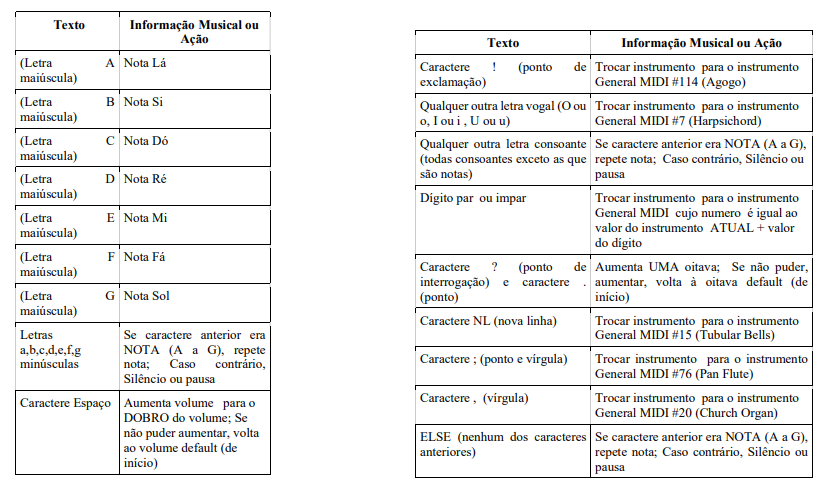 Texto Informação Musical ou
Ação
(Letra A Nota Lá
maiúscula)
(Letra B Nota Si
maiúscula)
(Letra C Nota Dó
maiúscula)
(Letra D Nota Ré
maiúscula)
(Letra E Nota Mi
maiúscula)
(Letra F Nota Fá
maiúscula)
(Letra G Nota Sol
maiúscula)
Letras Se caractere anterior era
a,b,c,d,e,f,g NOTA (A a G), repete
minúsculas nota; Caso contrário,
Silêncio ou pausa
Caractere Espaço Aumenta volume para o
DOBRO do volume; Se
não puder aumentar, volta
ao volume default (de
início)
Texto Informação Musical ou Ação
Caractere ! (ponto de Trocar instrumento para o instrumento
exclamação) General MIDI #114 (Agogo)
Qualquer outra letra vogal (O ou Trocar instrumento para o instrumento
o, I ou i , U ou u) General MIDI #7 (Harpsichord)
Qualquer outra letra consoante Se caractere anterior era NOTA (A a G),
(todas consoantes exceto as que repete nota; Caso contrário, Silêncio ou
são notas) pausa
Dígito par ou impar Trocar instrumento para o instrumento
General MIDI cujo numero é igual ao
valor do instrumento ATUAL + valor
do dígito
Caractere ? (ponto de Aumenta UMA oitava; Se não puder,
interrogação) e caractere . aumentar, volta à oitava default (de
(ponto) início)
Caractere NL (nova linha) Trocar instrumento para o instrumento
General MIDI #15 (Tubular Bells)
Caractere ; (ponto e vírgula) Trocar instrumento para o instrumento
General MIDI #76 (Pan Flute)
Caractere , (vírgula) Trocar instrumento para o instrumento
General MIDI #20 (Church Organ)
ELSE (nenhum dos caracteres Se caractere anterior era NOTA (A a G),
anteriores) repete nota; Caso contrário, Silêncio ou
pausa